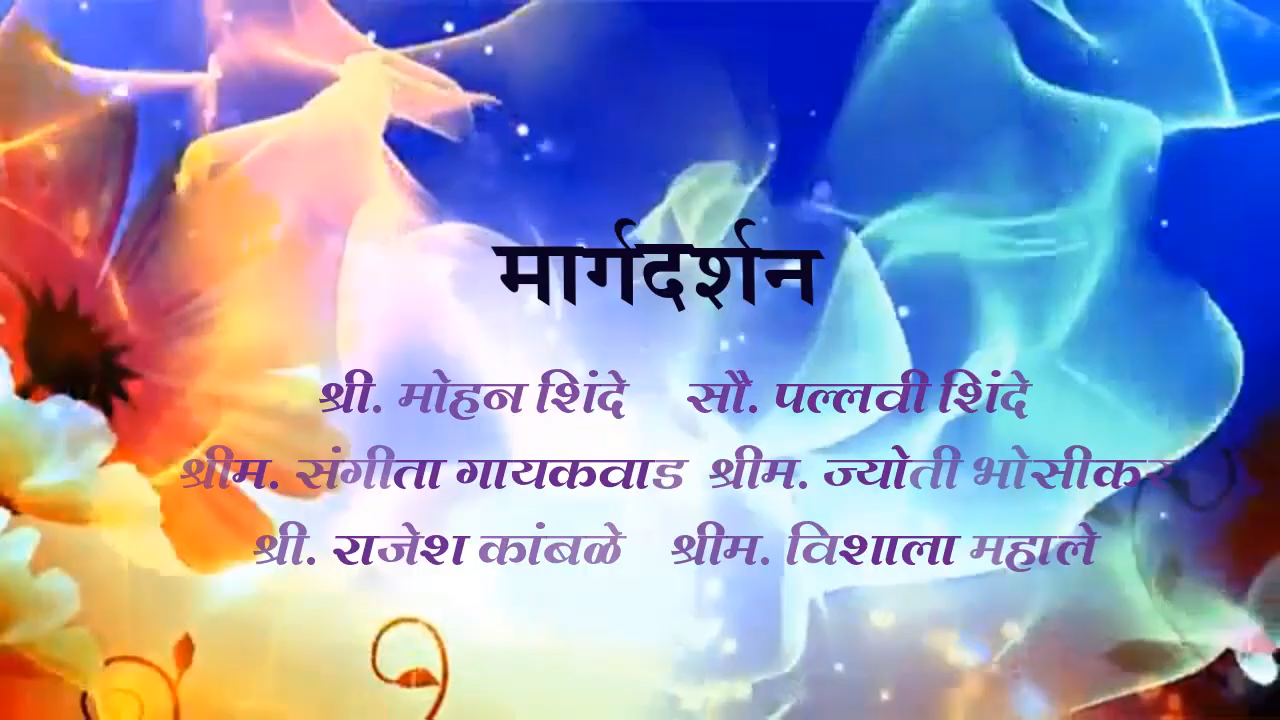 मार्गदर्शन
श्री. मोहन शिंदे सौ. पल्लवी शिंदे
श्रीम. संगीता गायकवाड श्रीम. ज्योती भोसीकर
श्री. राजेश कांबळे श्रीम. विशाला महाले